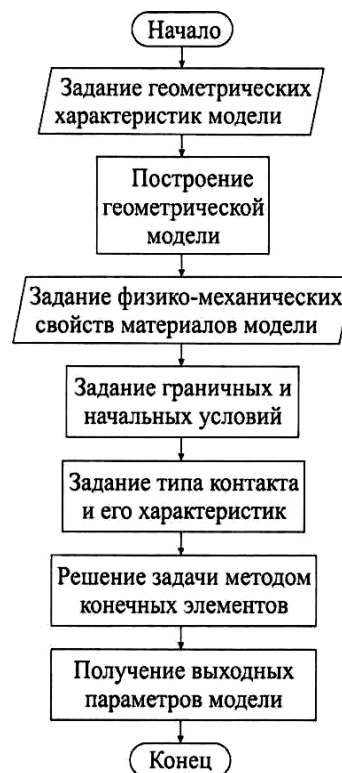 Начало
Задание геометрических
характеристик модели
Построение
геометрической
модели
Задание физико-механических
свойств материалов модели
Задание граничных и
начальных условий
Задание типа контакта
и его характеристик
Решение задачи методом
конечных элементов
Получение выходных
параметров модели
Конец